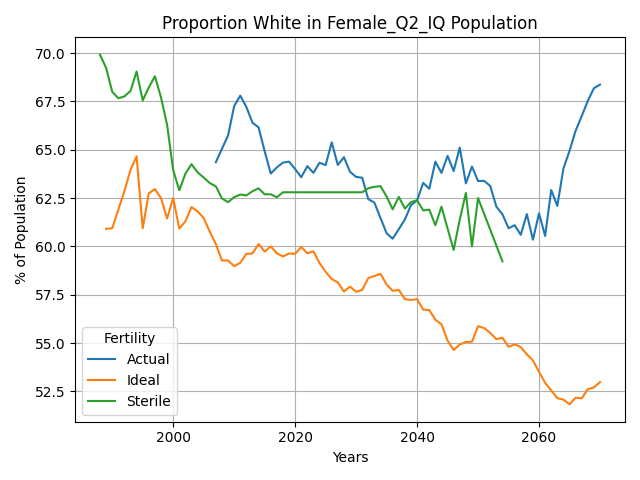 Proportion White in Female_Q2_IQ Population
% of Population
70.0
67.5
65.0
62.5
60.0
57.5
55.0
52.5
Fertility
Actual
Ideal
Sterile
2000
2020
2040
2060
Years